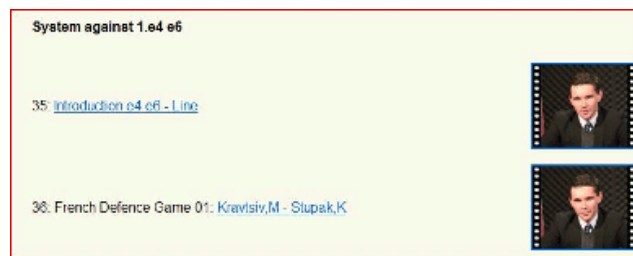 System against 1.e4 e6
35: Introduction e4 e6 - Line
36: French Defence Game 01: Kravtsiv,M - Stupak,K